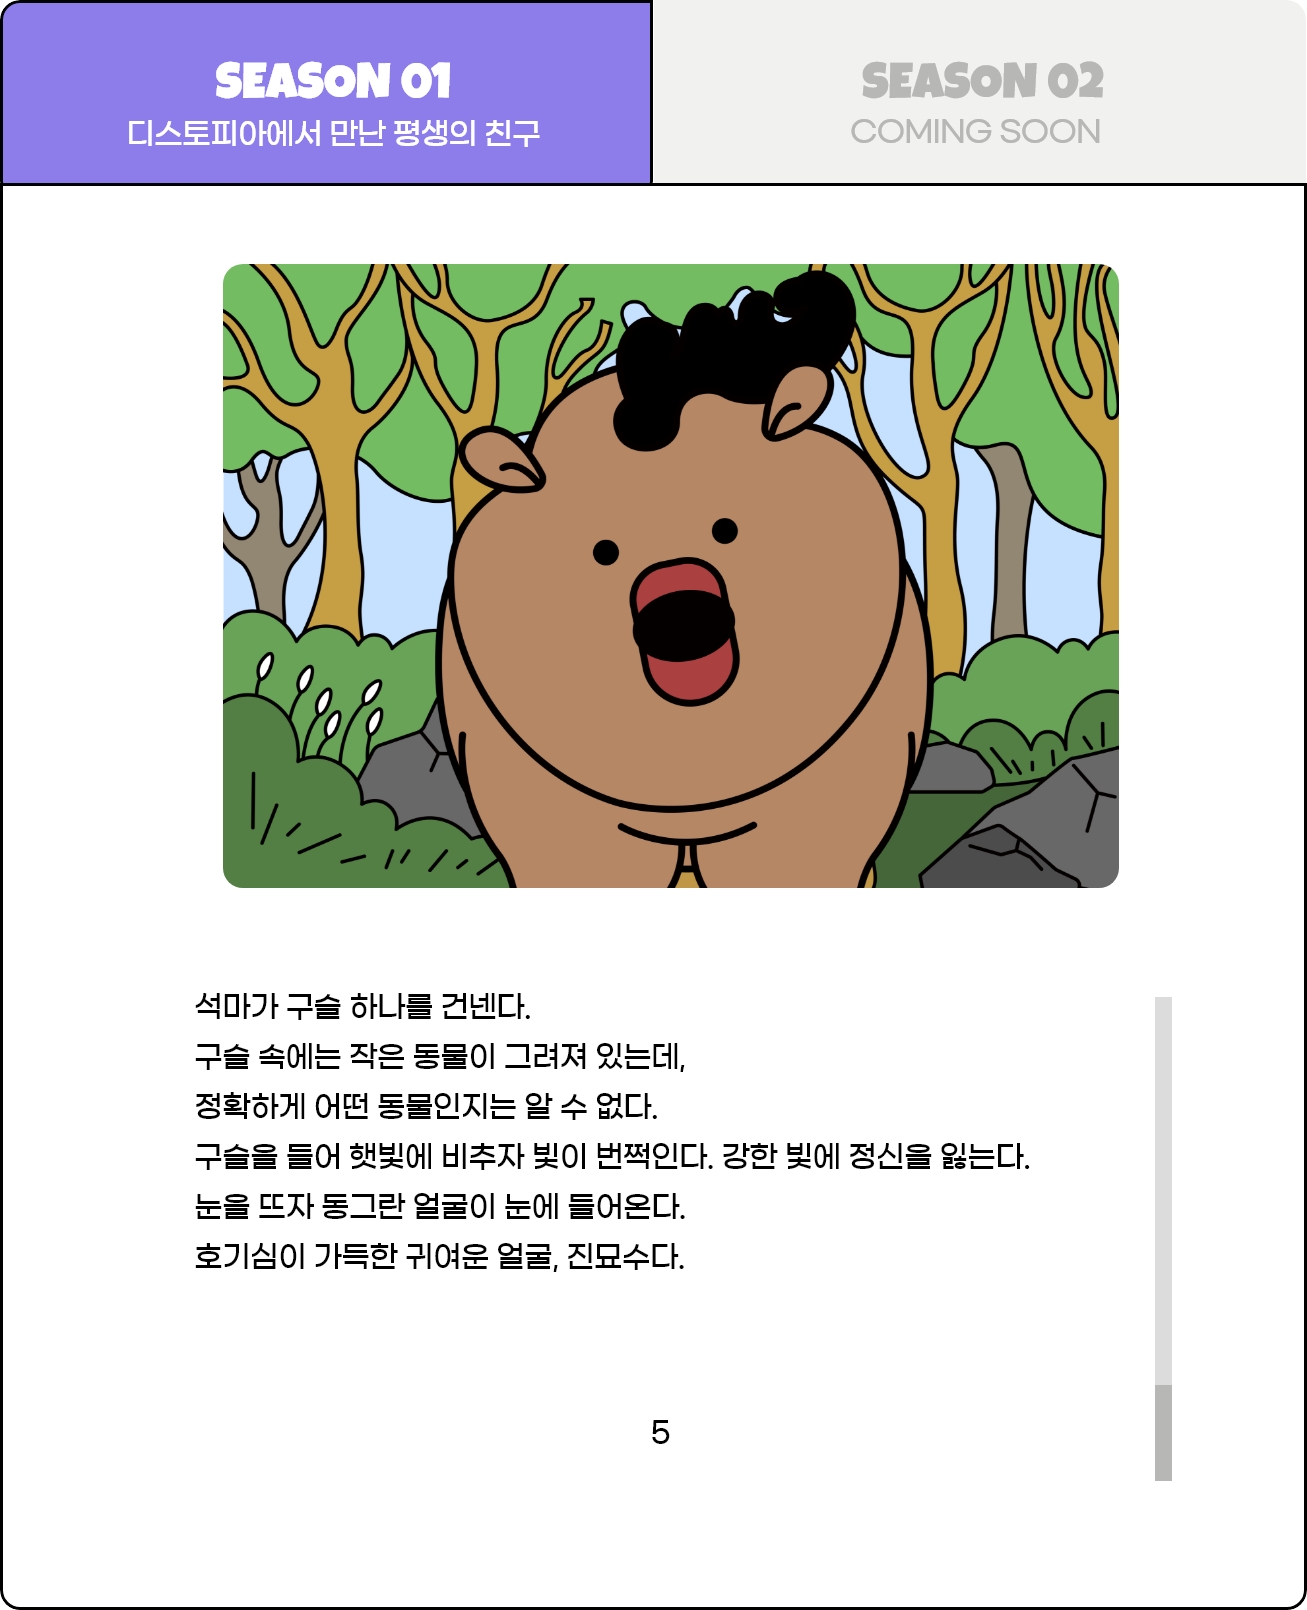 SEASON 01
디스토피아에서 만난 평생의 친구
SEASON 02
COMING SOON
석마가 구슬 하나를 건넨다.
구슬 속에는 작은 동물이 그려져 있는데,
정확하게 어떤 동물인지는 알 수 없다.
구슬을 들어 햇빛에 비추자 빛이 번쩍인다. 강한 빛에 정신을 잃는다.
눈을 뜨자 동그란 얼굴이 눈에 들어온다.
호기심이 가득한 귀여운 얼굴, 진묘수다.
5